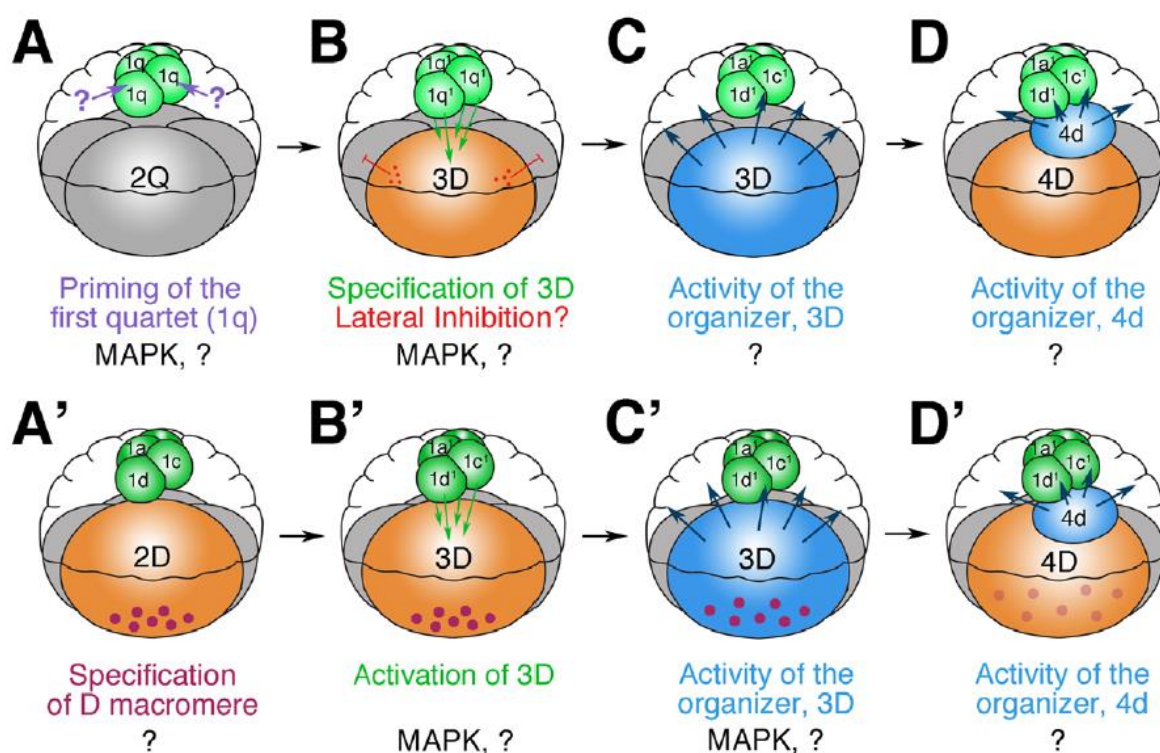 A
B
C
D
1q
1q
1q
1q
?
?
2Q
1q¹
1q¹
1q¹
1q¹
3D
1a¹
1c¹
1d¹
3D
1a¹
1c¹
1d¹
4d
4D
Priming of the
first quartet (1q)
MAPK, ?
Specification of 3D
Lateral Inhibition?
MAPK, ?
Activity of the
organizer, 3D
?
Activity of the
organizer, 4d
?
A’
B’
C’
D’
1a
1c
1d
2D
1a¹
1c¹
1d¹
3D
1a¹
1c¹
1d¹
3D
1a¹
1c¹
1d¹
4d
4D
Specification
of D macromere
?
Activation of 3D
MAPK, ?
Activity of the
organizer, 3D
MAPK, ?
Activity of the
organizer, 4d
?